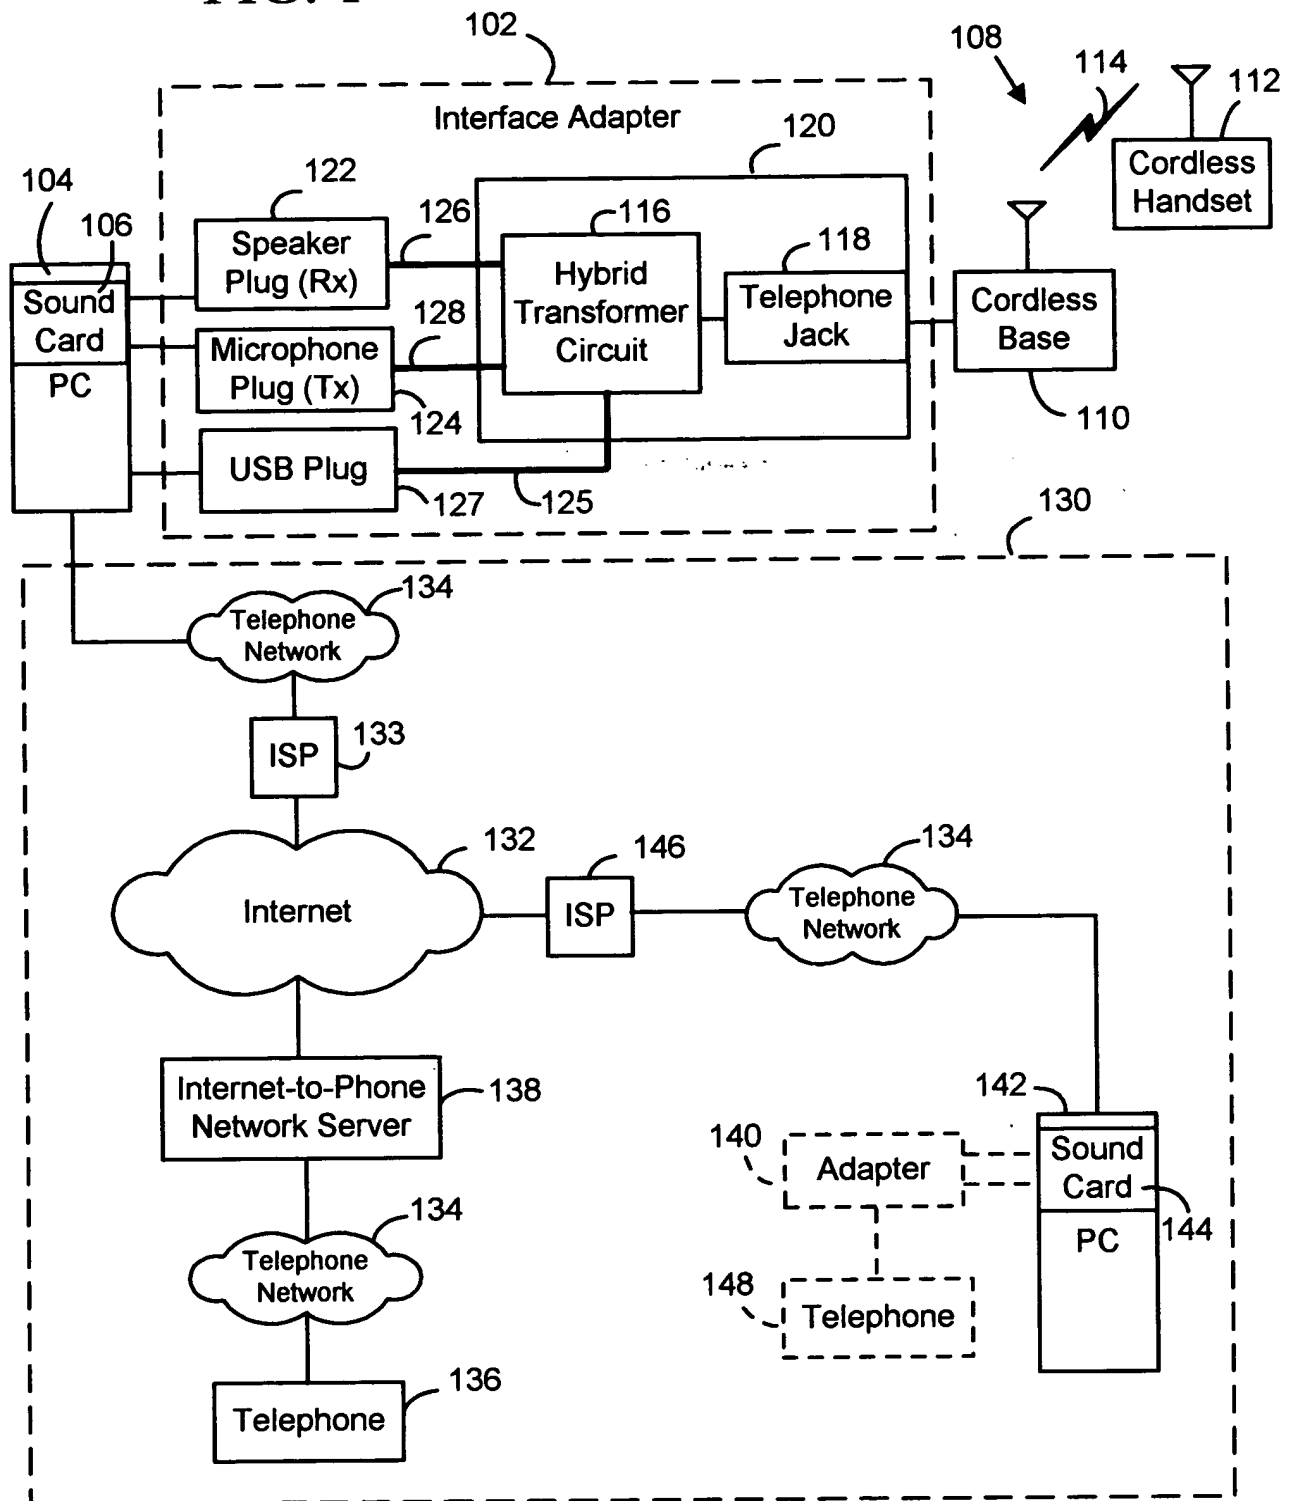 102
108
114
112
Interface Adapter
120
Cordless
Handset
104
106
122
126
116
118
Speaker
Plug (Rx)
Hybrid
Transformer
Circuit
Telephone
Jack
Cordless
Base
Sound
Card
PC
128
Microphone
Plug (Tx)
124
110
USB Plug
127
125
130
134
Telephone
Network
ISP
133
132
146
134
Internet
ISP
Telephone
Network
Internet-to-Phone
Network Server
138
142
140
Adapter
Sound
Card
144
PC
134
Telephone
Network
148
Telephone
136
Telephone